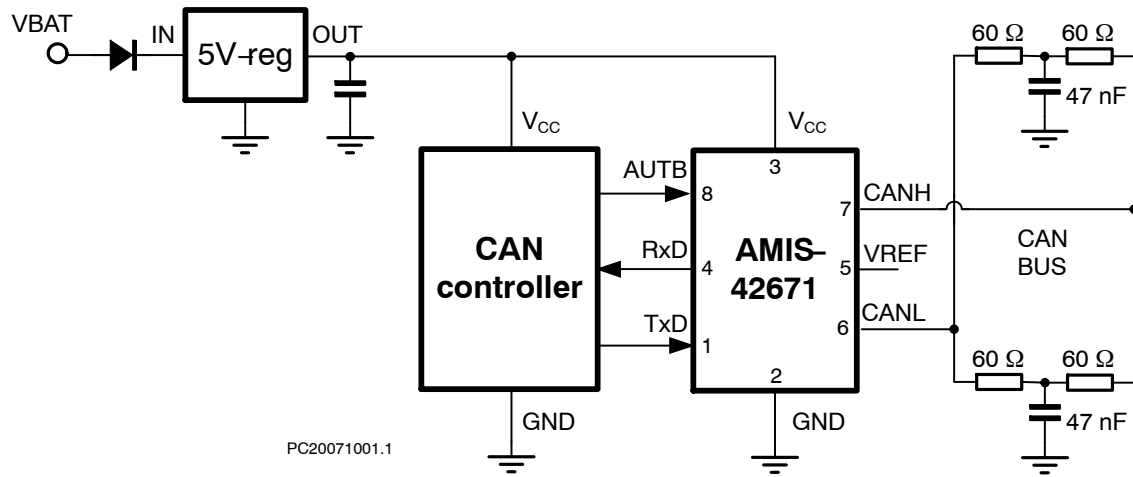 VBAT
IN
5V-reg
OUT
60 Ω
60 Ω
47 nF
VCC
VCC
AUTB
3
8
CANH
7
CAN
controller
RxD
4
AMIS-
42671
VREF
5
CAN
BUS
TxD
1
CANL
6
2
60 Ω
60 Ω
GND
GND
47 nF
PC20071001.1